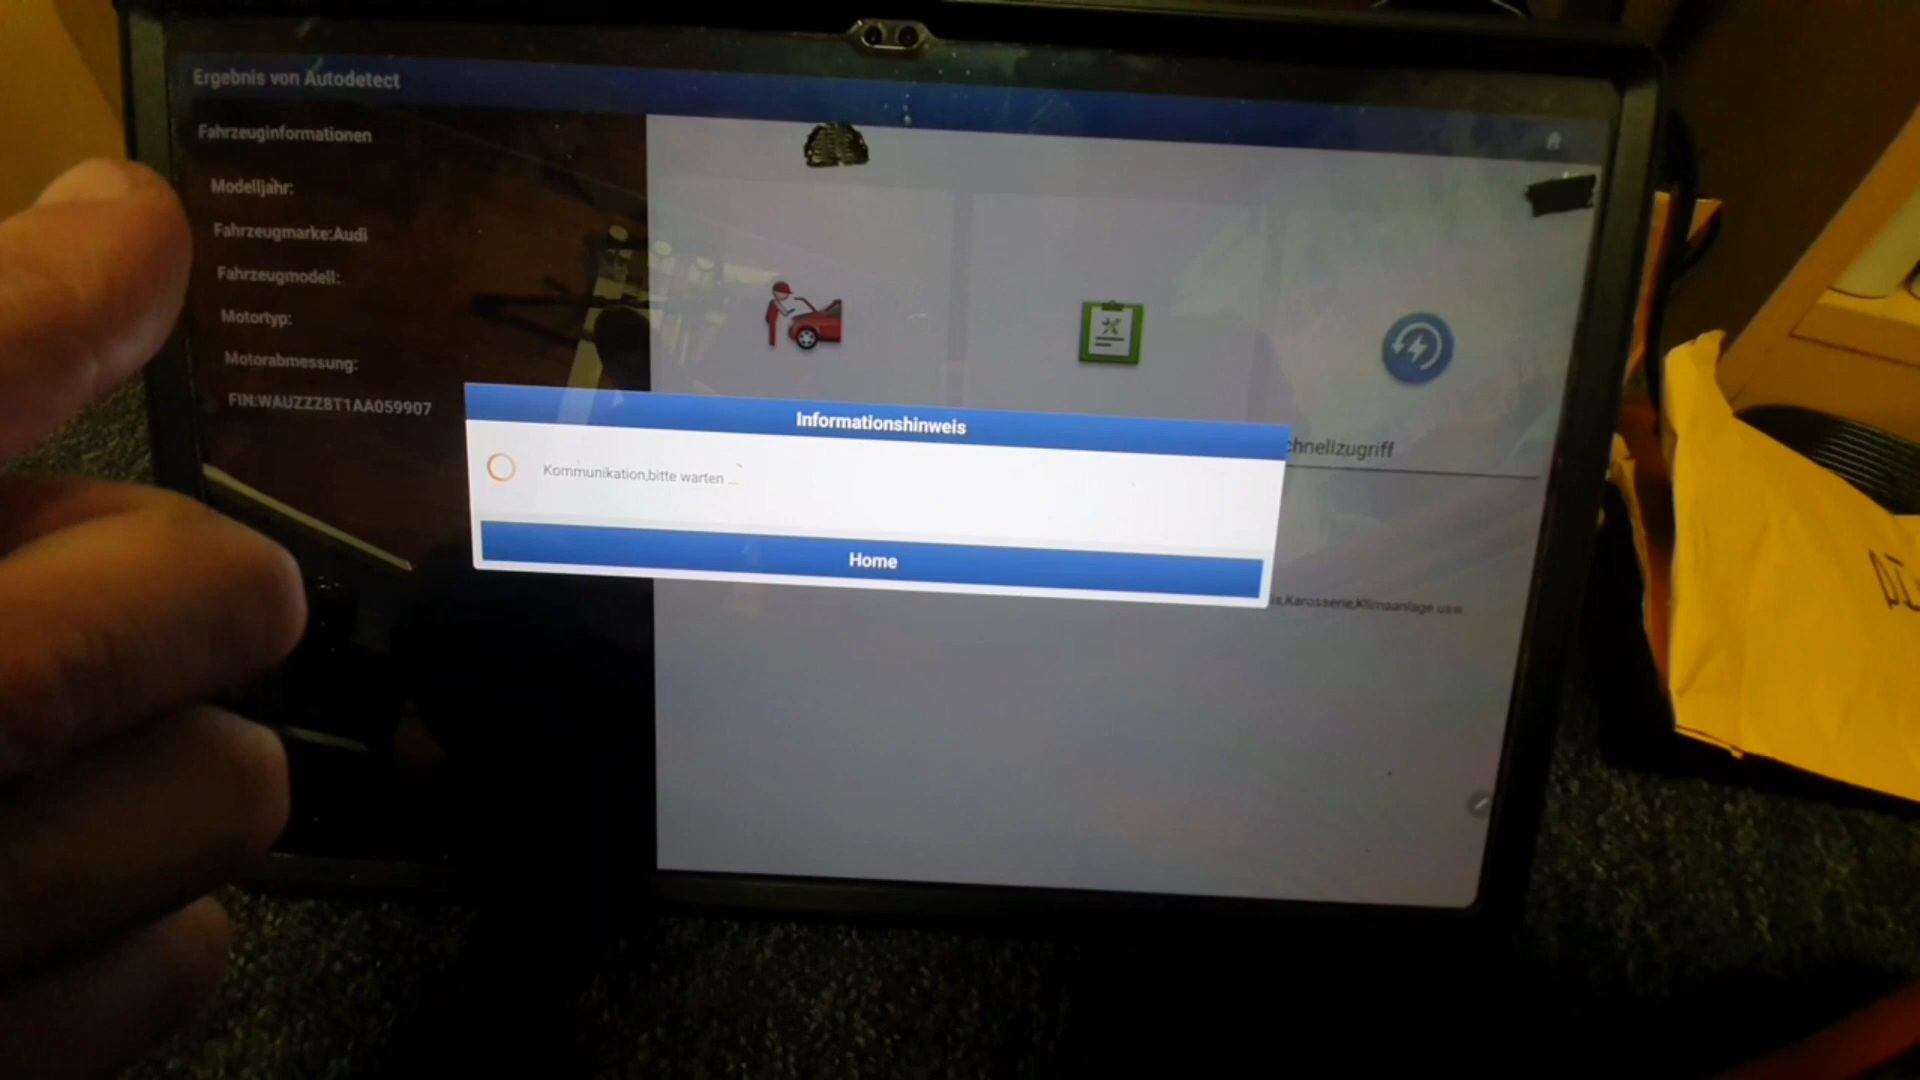 Ergebnis von Autodetect
Fahrzeuginformationen
Modelljahr:
Fahrzeugmarke:Audi
Fahrzeugmodell:
Motortyp:
Motorabmessung:
FIN:WAUZZZ8T1AA059907
Informationshinweis
Kommunikation,bitte warten ...
Home
chnellzugriff
is,Karosserie,Klimaanlage usw.